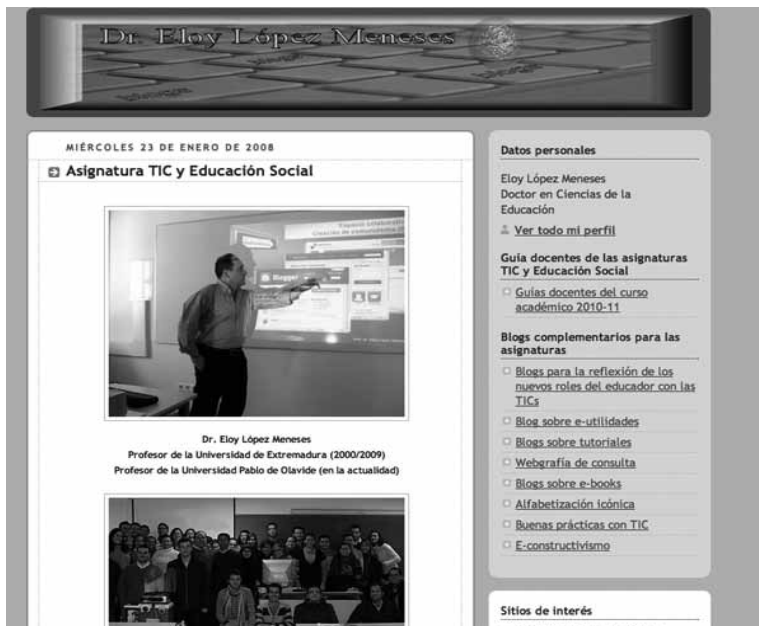 Dr. Eloy López Meneses
MIÉRCOLES 23 DE ENERO DE 2008
Asignatura TIC y Educación Social
Blogger
Dr. Eloy López Meneses
Profesor de la Universidad de Extremadura (2000/2009)
Profesor de la Universidad Pablo de Olavide (en la actualidad)
Datos personales
Eloy López Meneses
Doctor en Ciencias de la
Educación
Ver todo mi perfil
Guia docentes de las asignaturas
TIC y Educación Social
Guías docentes del curso
académico 2010-11
Blogs complementarios para las
asignaturas
Blogs para la reflexión de los
nuevos roles del educador con las
TICs
Blog sobre e-utilidades
Blogs sobre tutoriales
Webgrafía de consulta
Blogs sobre e-books
Alfabetización icónica
Buenas prácticas con TIC
E-constructivismo
Sitios de interés